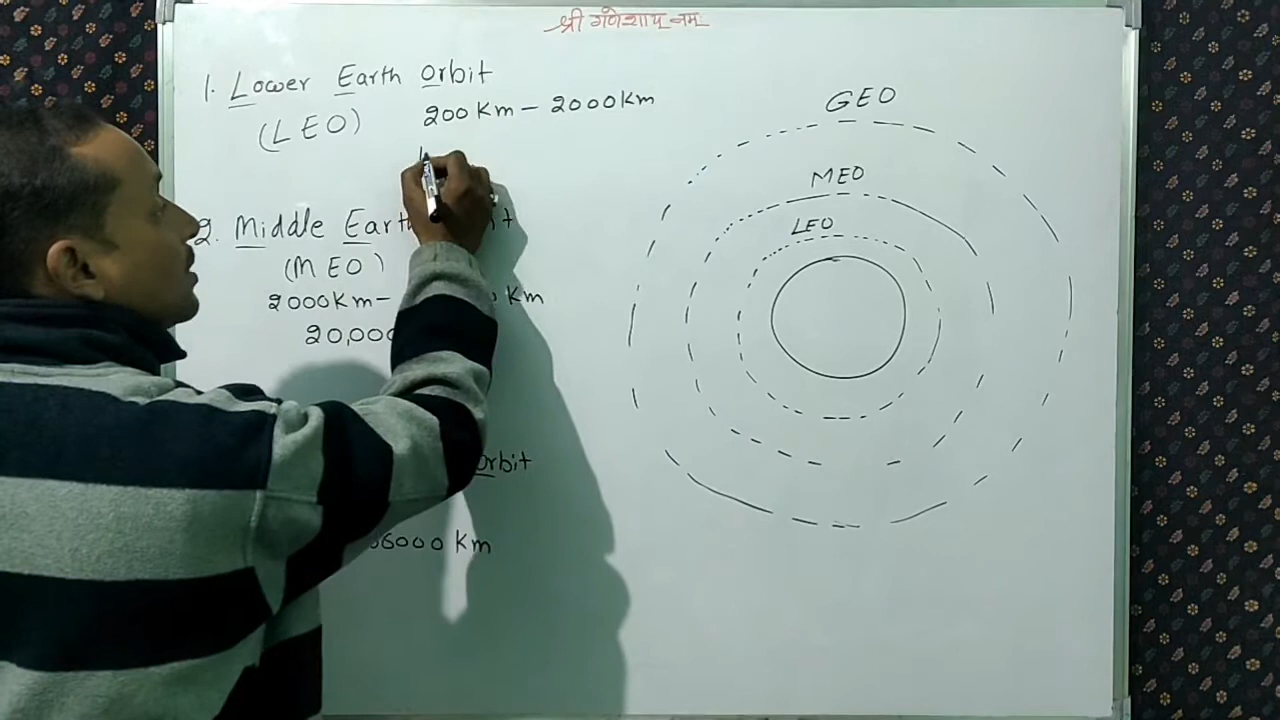 श्री गणेशाय नमः
1. Lower Earth Orbit
(LEO) 200 Km - 2000 Km
2. Middle Earth
(MEO)
2000 Km - Km
20,000
Orbit
36000 Km
GEO
MEO
LEO